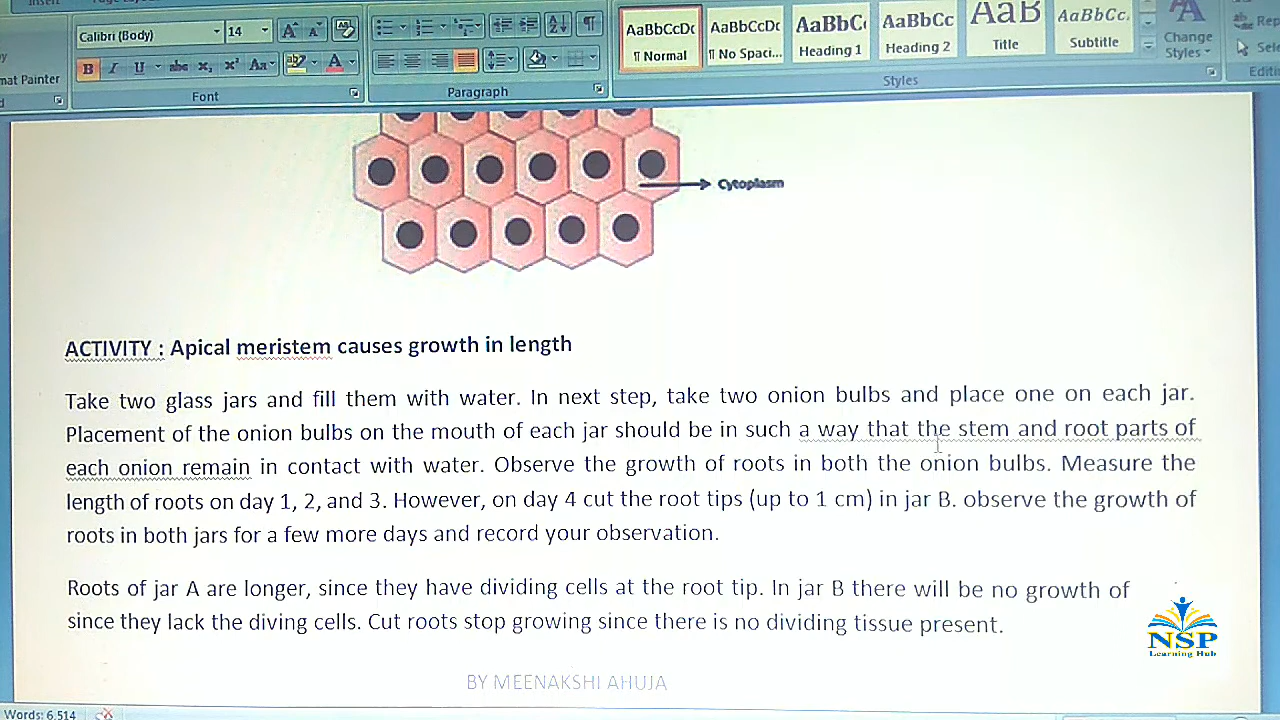 Calibri (Body) 14
AaBbCcDc AaBbCcDc AaBbC AaBbCc AaB AaBbCc.
¶ Normal ¶ No Spaci... Heading 1 Heading 2 Title Subtitle Change
Styles
mat Painter
Font Paragraph Styles Editi
Cytoplasm
ACTIVITY : Apical meristem causes growth in length
Take two glass jars and fill them with water. In next step, take two onion bulbs and place one on each jar.
Placement of the onion bulbs on the mouth of each jar should be in such a way that the stem and root parts of
each onion remain in contact with water. Observe the growth of roots in both the onion bulbs. Measure the
length of roots on day 1, 2, and 3. However, on day 4 cut the root tips (up to 1 cm) in jar B. observe the growth of
roots in both jars for a few more days and record your observation.
Roots of jar A are longer, since they have dividing cells at the root tip. In jar B there will be no growth of
since they lack the diving cells. Cut roots stop growing since there is no dividing tissue present.
NSP
Learning Hub
BY MEENAKSHI AHUJA
Words: 6,514